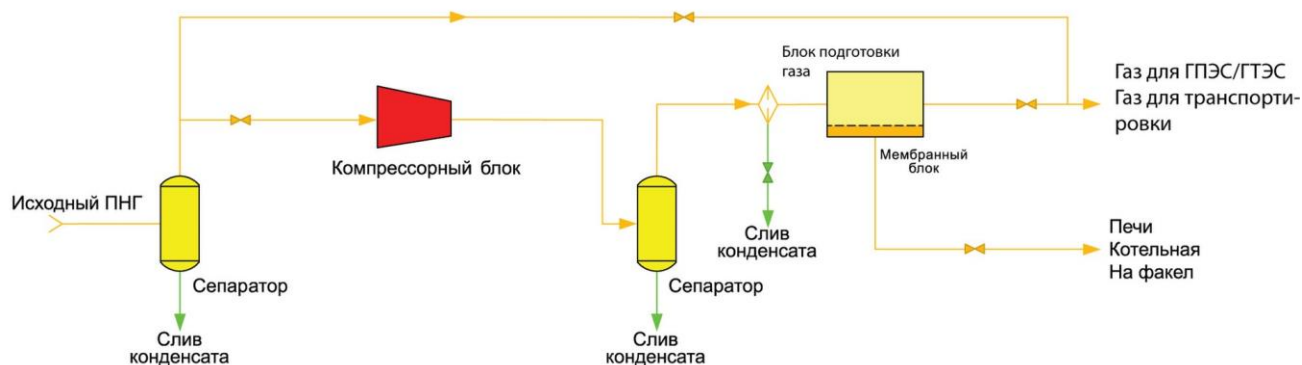 Блок подготовки
газа
Газ для ГПЭС/ГТЭС
Газ для транспорти-
ровки
Компрессорный блок
Мембранный
блок
Исходный ПНГ
Слив
конденсата
Печи
Котельная
На факел
Сепаратор
Сепаратор
Слив
конденсата
Слив
конденсата